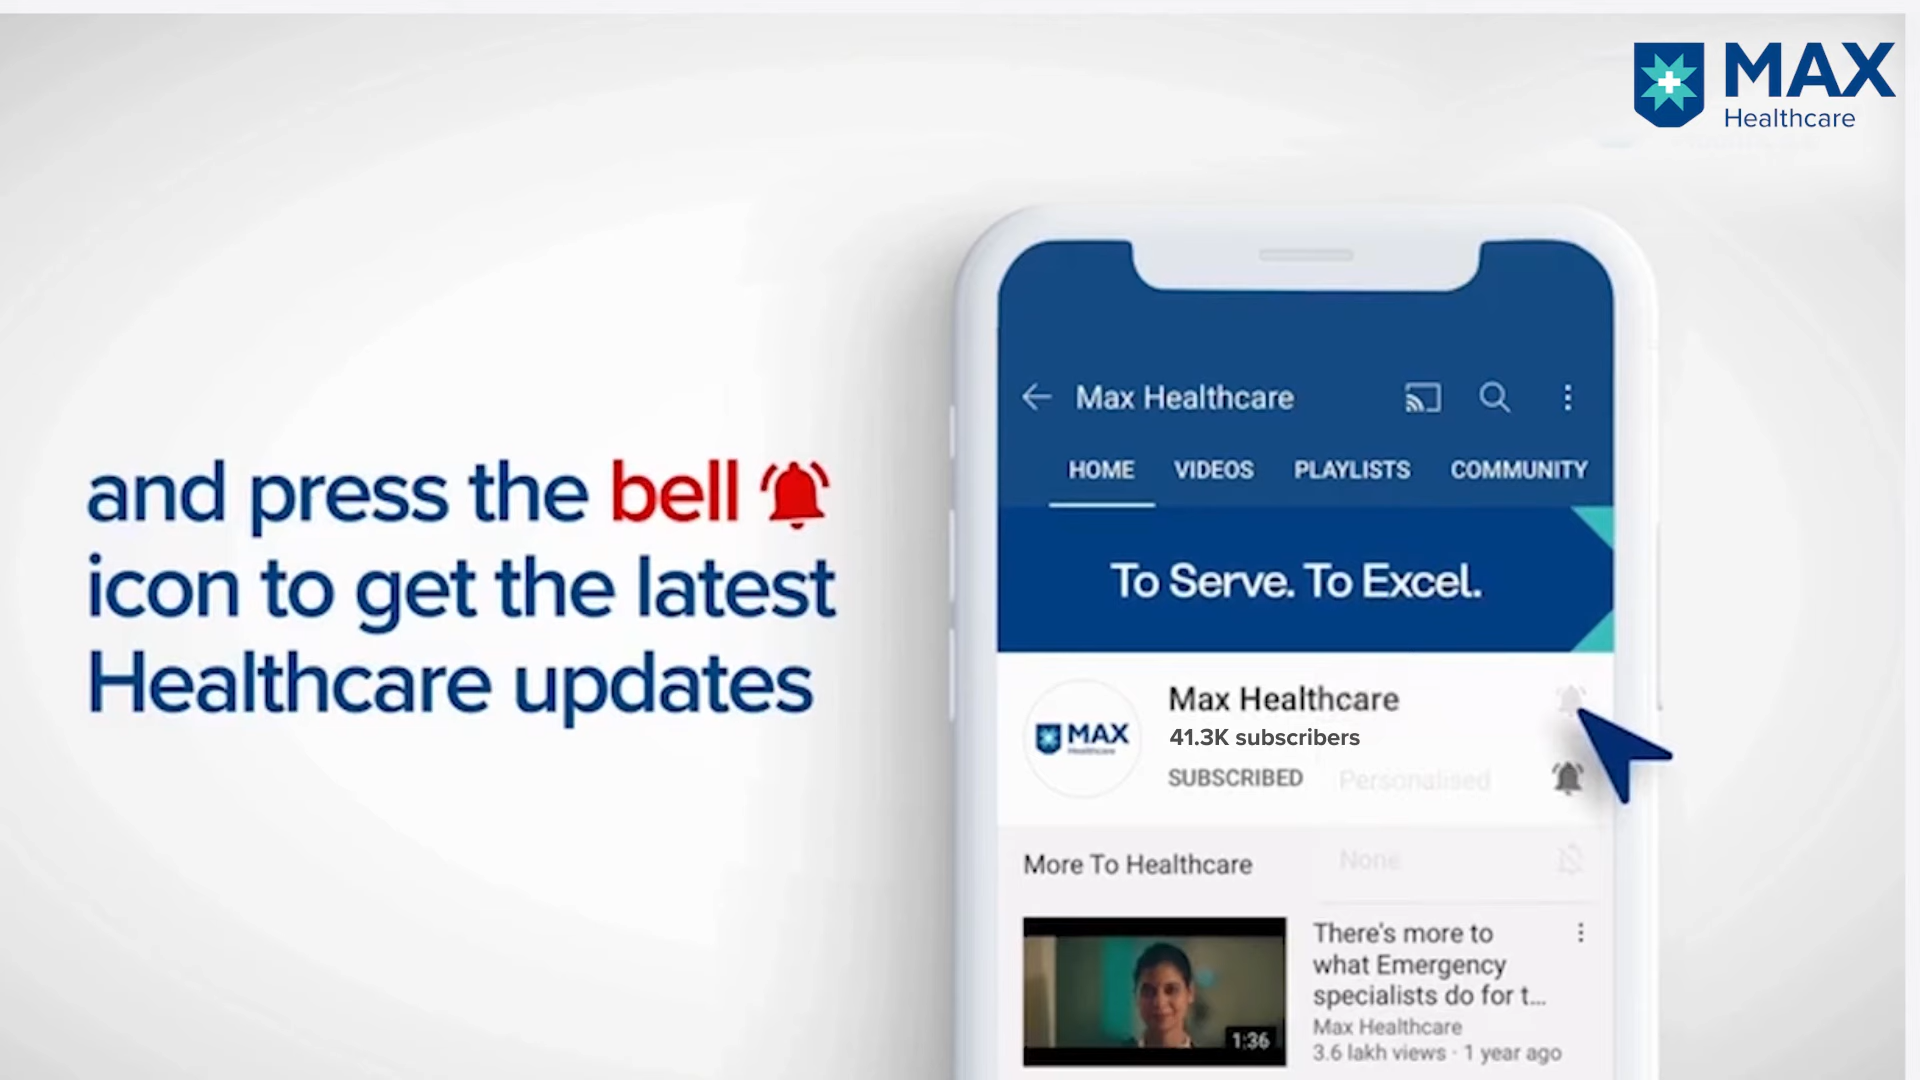 MAX
Healthcare
and press the bell
icon to get the latest
Healthcare updates
Max Healthcare
HOME VIDEOS PLAYLISTS COMMUNITY
To Serve. To Excel.
MAX
Healthcare
Max Healthcare
41.3K subscribers
SUBSCRIBED Personalised
More To Healthcare None
There's more to
what Emergency
specialists do for t...
Max Healthcare
3.6 lakh views · 1 year ago
1:36